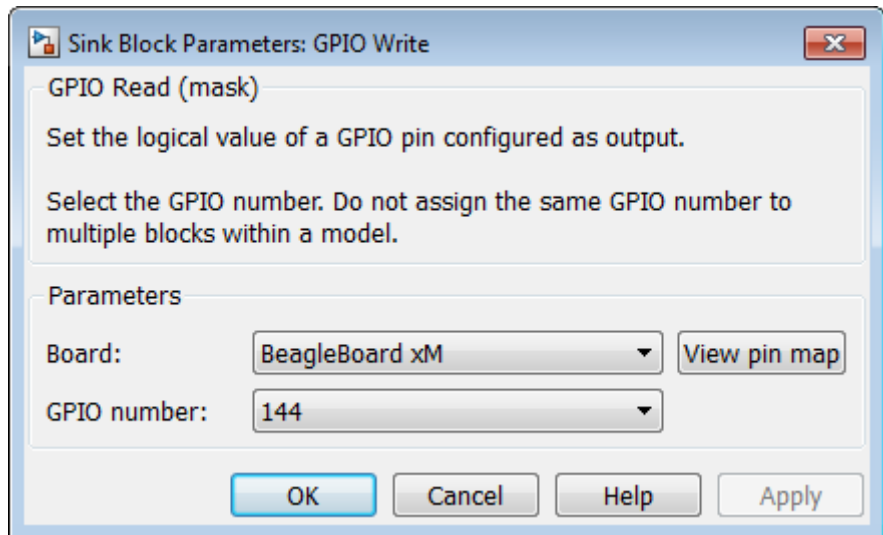 Sink Block Parameters: GPIO Write
GPIO Read (mask)
Set the logical value of a GPIO pin configured as output.
Select the GPIO number. Do not assign the same GPIO number to
multiple blocks within a model.
Parameters
Board: BeagleBoard xM View pin map
GPIO number: 144
OK Cancel Help Apply